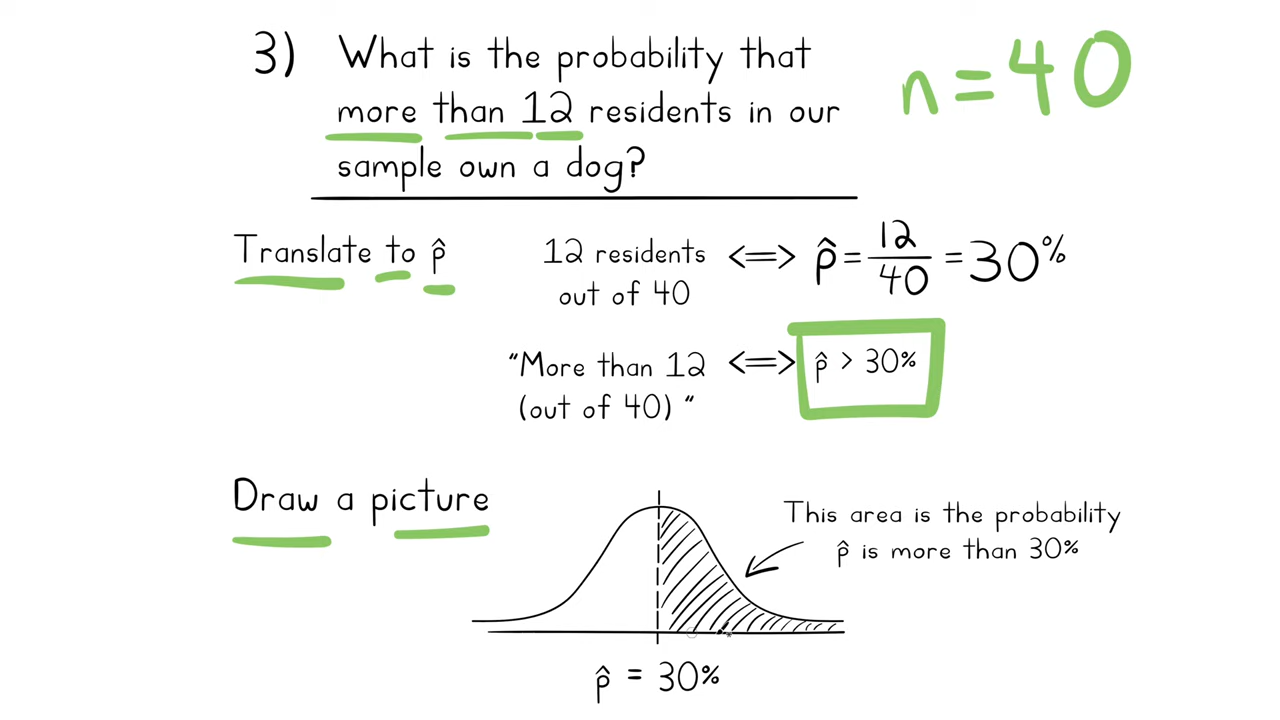 3) What is the probability that
more than 12 residents in our
sample own a dog?
n = 40
Translate to p̂
12 residents
out of 40
<=> p̂ = 12/40 = 30%
"More than 12
(out of 40)"
<=> p̂ > 30%
Draw a picture
This area is the probability
p̂ is more than 30%
p̂ = 30%